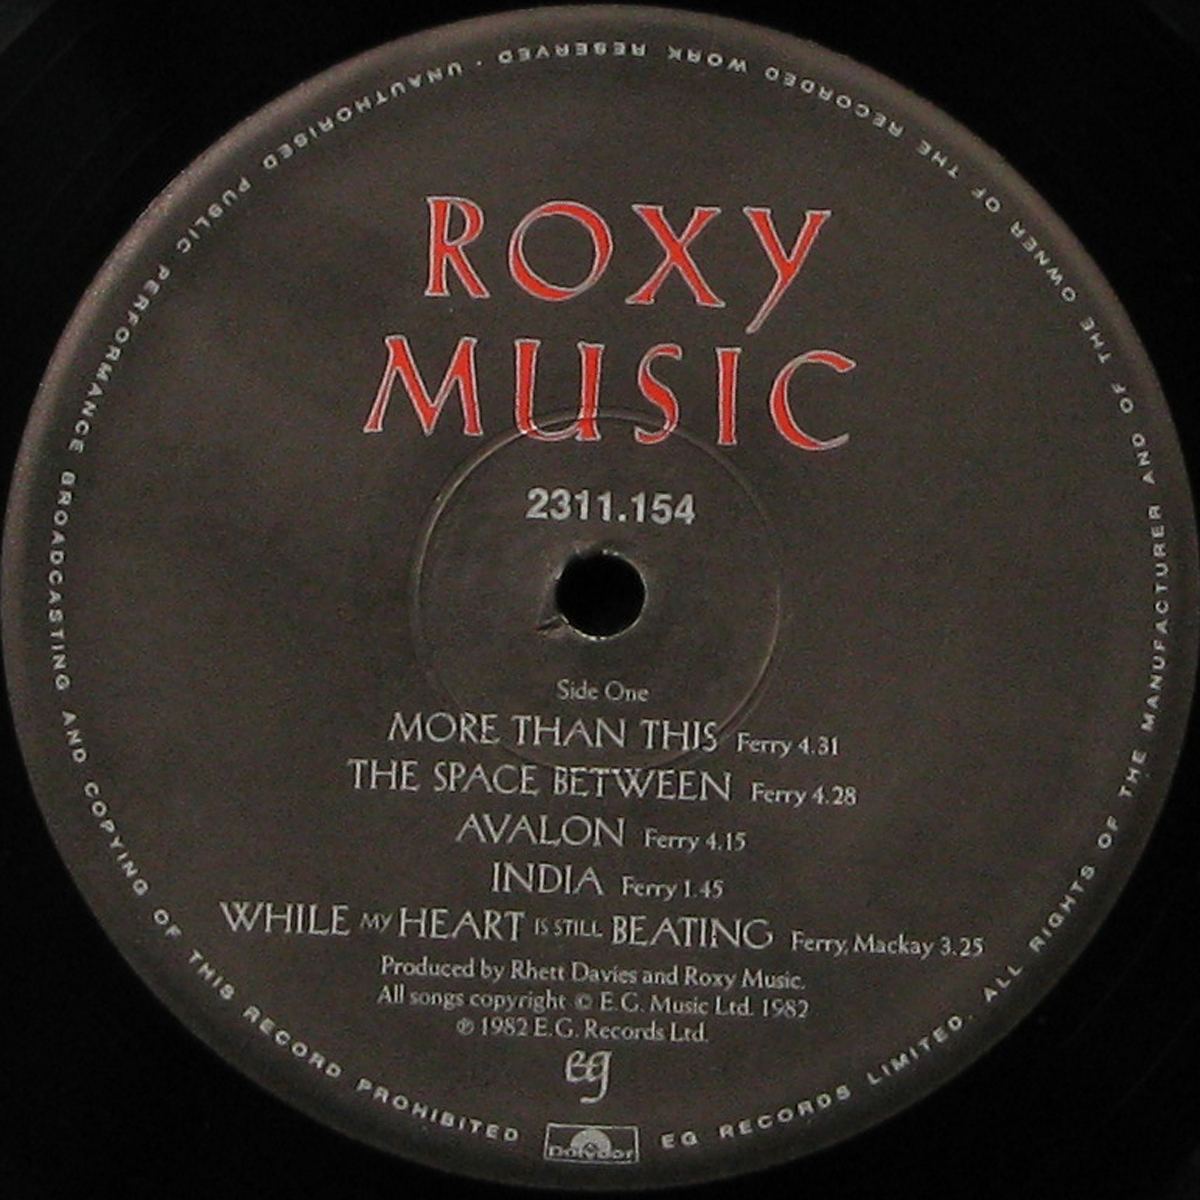 ROXY
MUSIC
2311.154
Side One
MORE THAN THIS Ferry 4.31
THE SPACE BETWEEN Ferry 4.28
AVALON Ferry 4.15
INDIA Ferry 1.45
WHILE MY HEART IS STILL BEATING Ferry, Mackay 3.25
Produced by Rhett Davies and Roxy Music.
All songs copyright © E.G. Music Ltd. 1982
℗ 1982 E.G. Records Ltd.
eg
polydor
EG RECORDS LIMITED. ALL RIGHTS OF THE MANUFACTURER AND OF THE OWNER OF THE RECORDED WORK RESERVED · UNAUTHORISED PUBLIC PERFORMANCE BROADCASTING AND COPYING OF THIS RECORD PROHIBITED